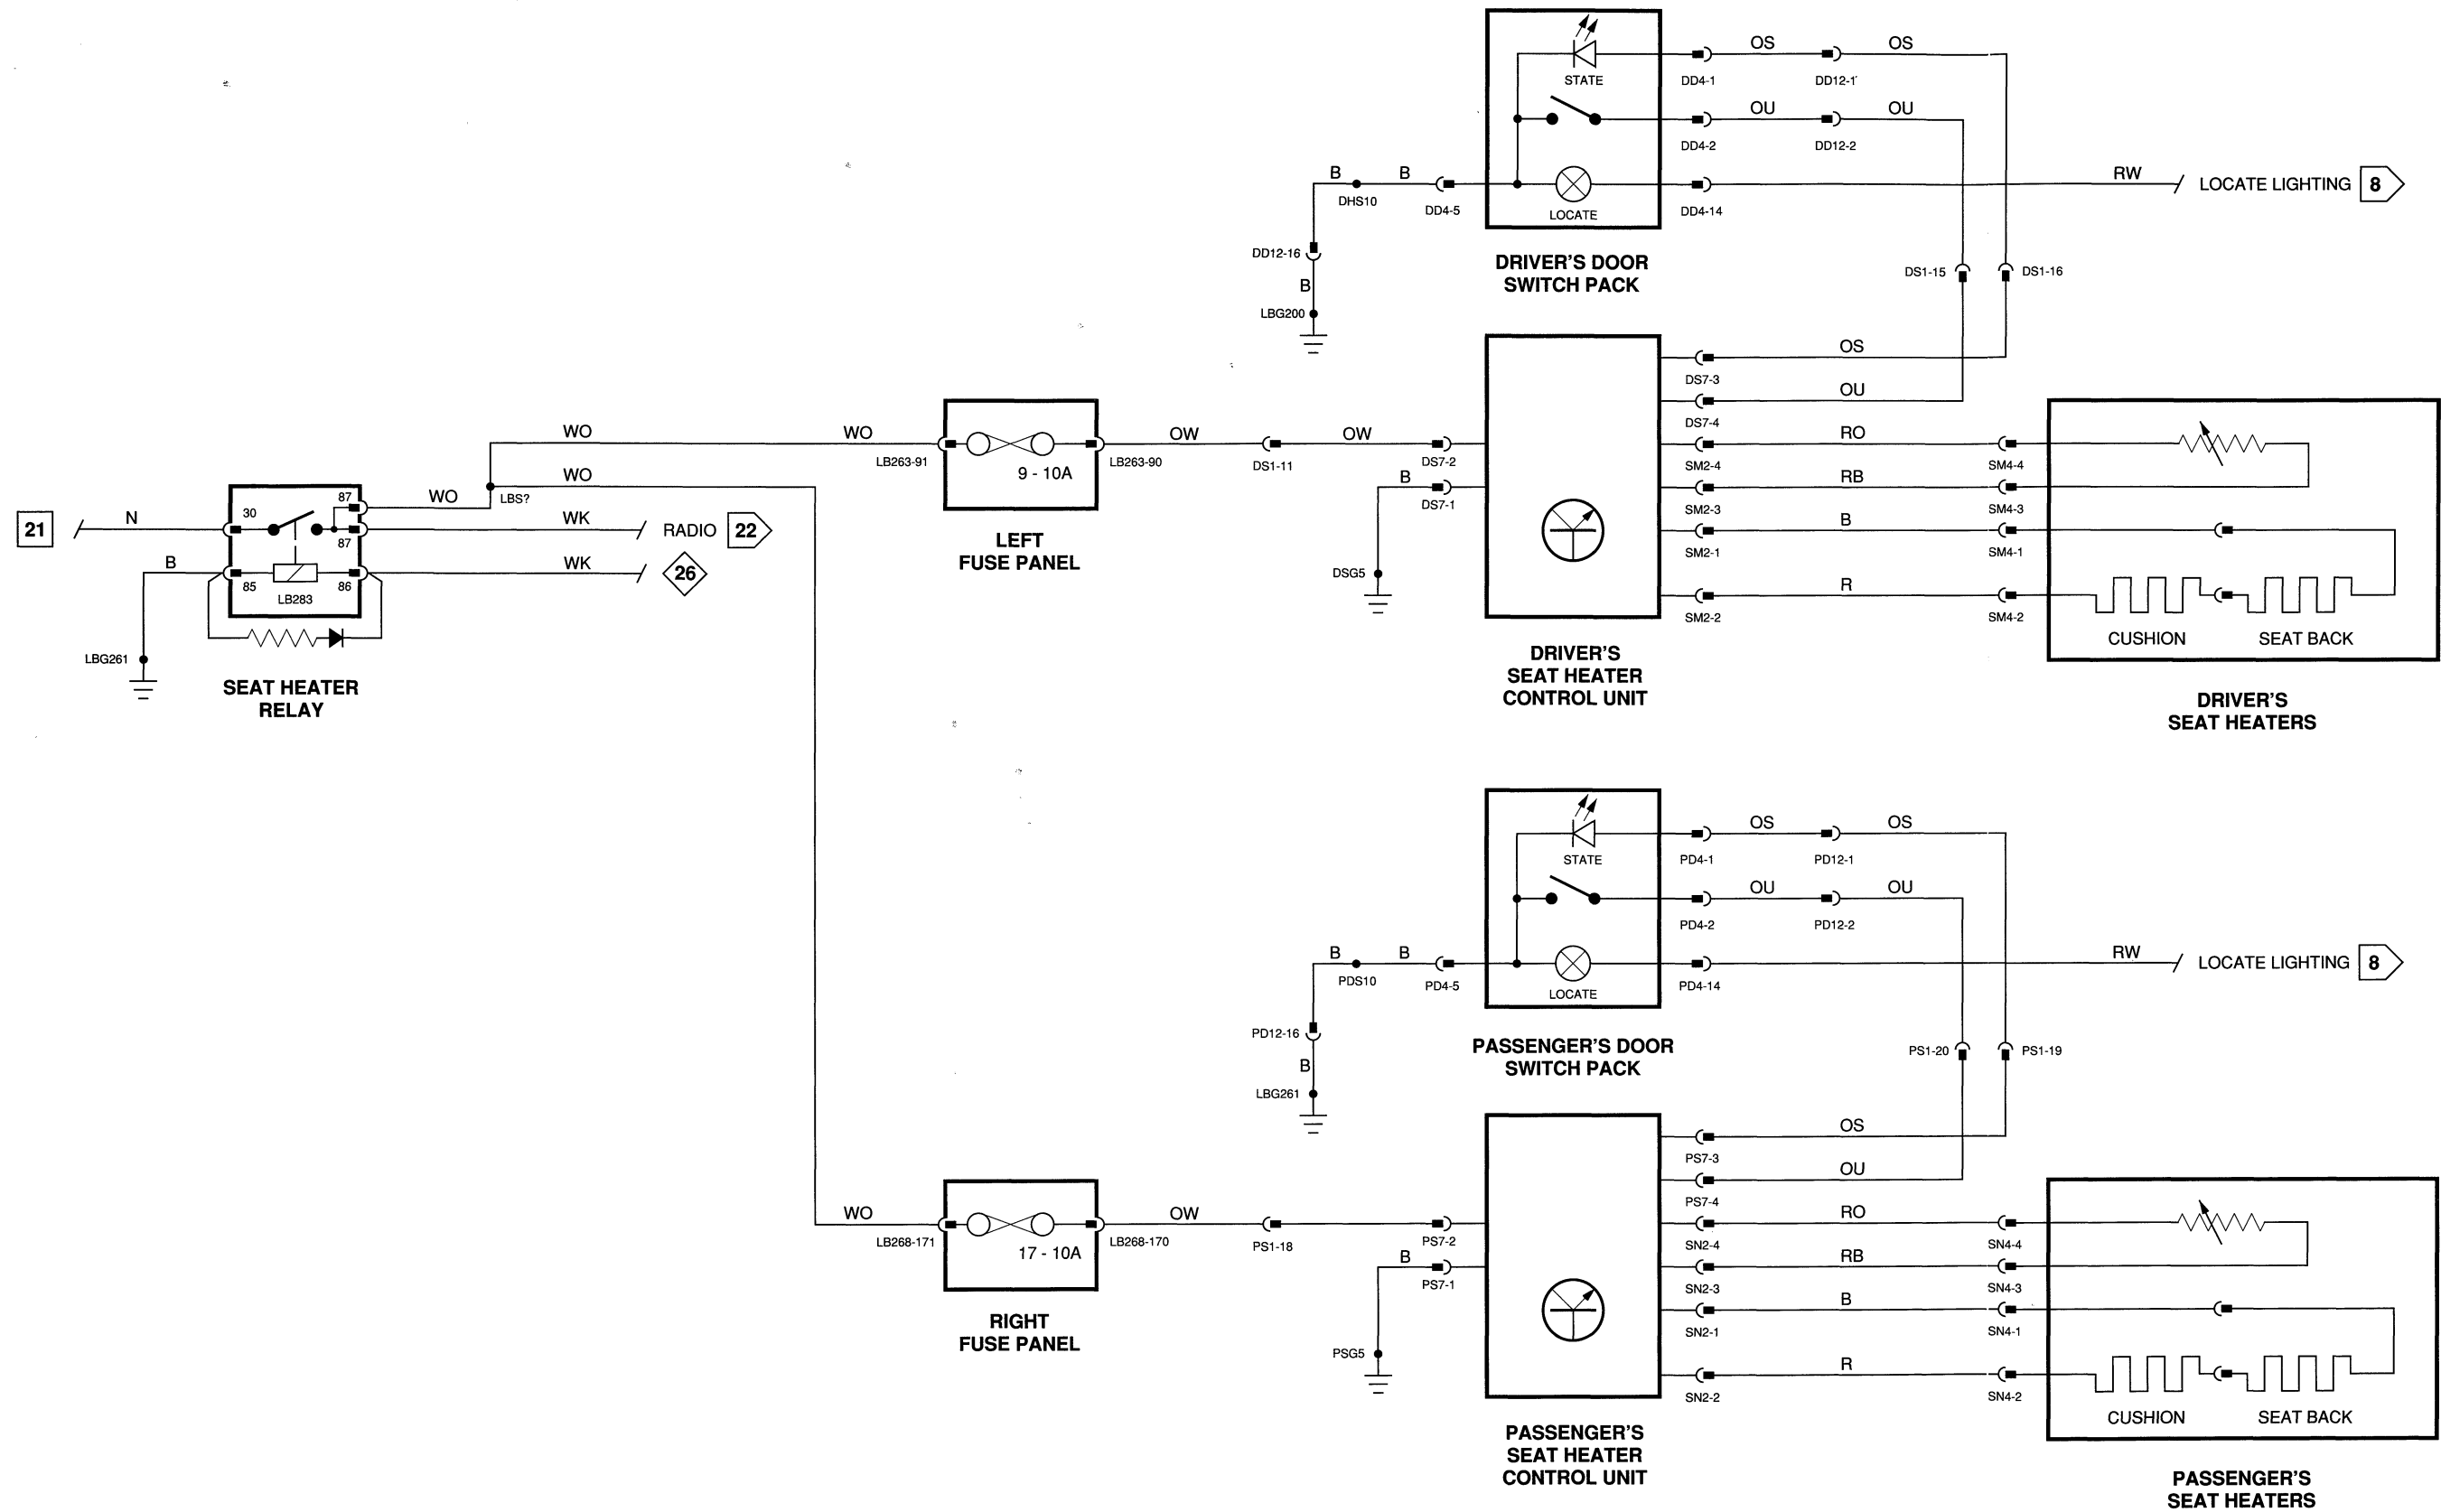 STATE
LOCATE
DD4-1
OS
DD12-1
OS
DD4-2
OU
DD12-2
OU
DD4-14
RW
LOCATE LIGHTING 8
B
DHS10
B
DD4-5
DD12-16
B
LBG200
DRIVER'S DOOR
SWITCH PACK
DS1-15
DS1-16
21
N
30
87
87
85
86
LB283
B
LBG261
SEAT HEATER
RELAY
WO
LBS?
WO
WO
WO
WK
RADIO 22
WK
26
LB263-91
9 - 10A
LB263-90
LEFT
FUSE PANEL
OW
DS1-11
OW
DS7-2
B
DS7-1
DSG5
DS7-3
OS
DS7-4
OU
SM2-4
RO
SM4-4
SM2-3
RB
SM4-3
SM2-1
B
SM4-1
SM2-2
R
SM4-2
CUSHION
SEAT BACK
DRIVER'S
SEAT HEATER
CONTROL UNIT
DRIVER'S
SEAT HEATERS
STATE
LOCATE
PD4-1
OS
PD12-1
OS
PD4-2
OU
PD12-2
OU
PD4-14
RW
LOCATE LIGHTING 8
B
PDS10
B
PD4-5
PD12-16
B
LBG261
PASSENGER'S DOOR
SWITCH PACK
PS1-20
PS1-19
WO
LB268-171
17 - 10A
LB268-170
RIGHT
FUSE PANEL
OW
PS1-18
PS7-2
B
PS7-1
PSG5
PS7-3
OS
PS7-4
OU
SN2-4
RO
SN4-4
SN2-3
RB
SN4-3
SN2-1
B
SN4-1
SN2-2
R
SN4-2
CUSHION
SEAT BACK
PASSENGER'S
SEAT HEATER
CONTROL UNIT
PASSENGER'S
SEAT HEATERS